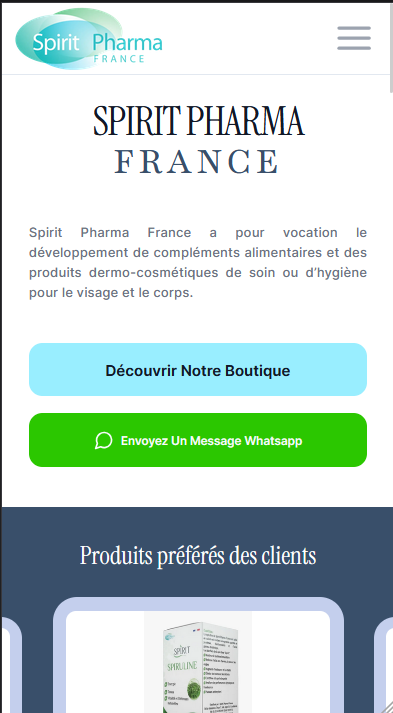 Spirit Pharma
FRANCE
SPIRIT PHARMA
FRANCE
Spirit Pharma France a pour vocation le
développement de compléments alimentaires et des
produits dermo-cosmétiques de soin ou d'hygiène
pour le visage et le corps.
Découvrir Notre Boutique
Envoyez Un Message Whatsapp
Produits préférés des clients
SPIRIT
SPIRULINE